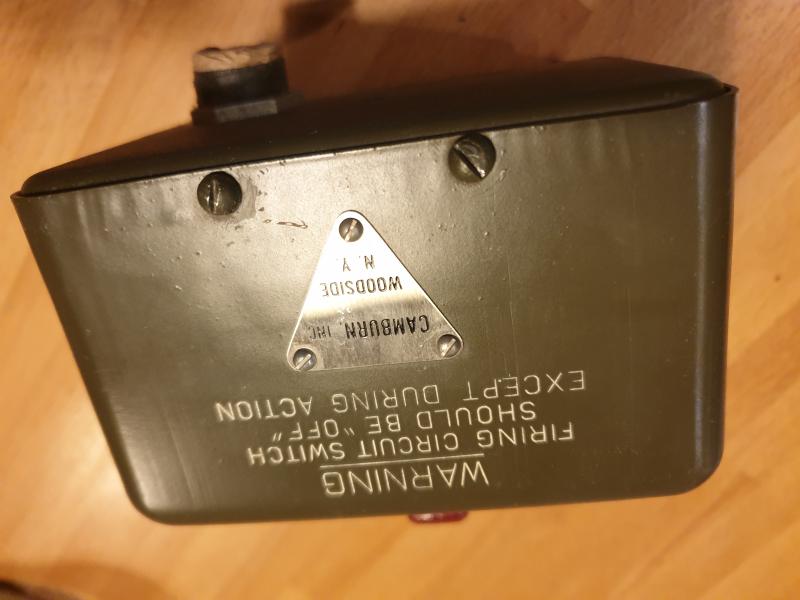 WARNING
FIRING CIRCUIT SWITCH
SHOULD BE "OFF"
EXCEPT DURING ACTION
CAMBURN, INC.
WOODSIDE
N. Y.